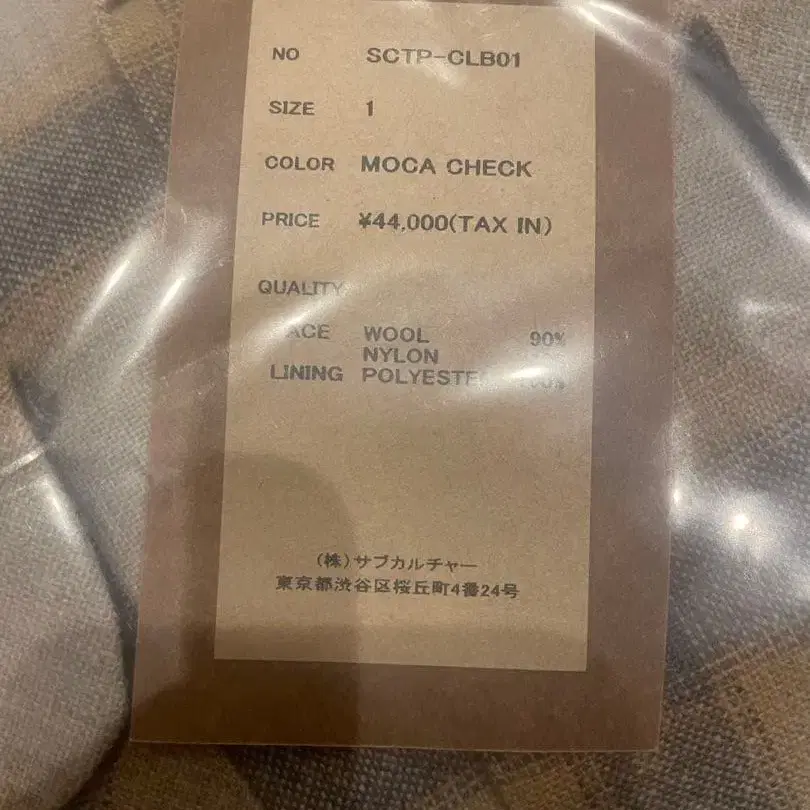 NO SCTP-CLB01
SIZE 1
COLOR MOCA CHECK
PRICE ¥44,000(TAX IN)
QUALITY
WOOL 90%
NYLON
LINING POLYESTER
(株)サブカルチャー
東京都渋谷区桜丘町4番24号